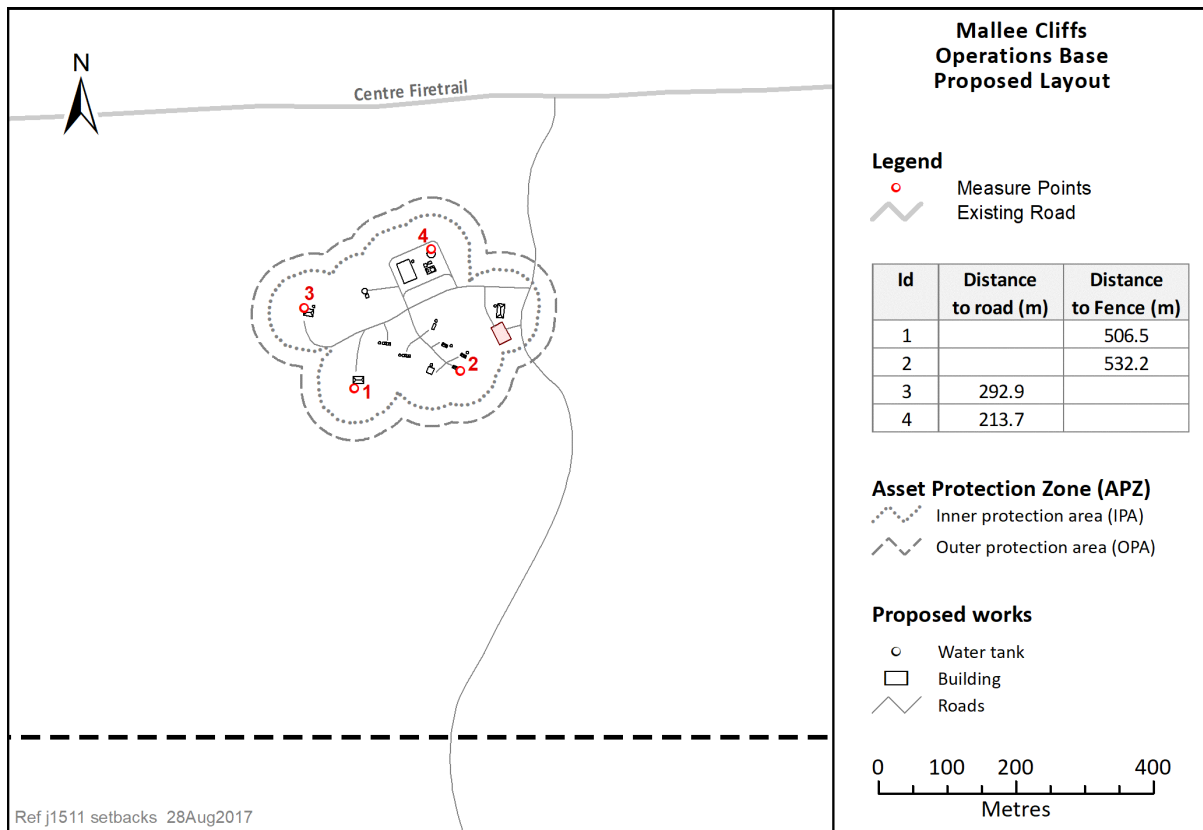 N
Centre Firetrail
4
3
2
1
Ref j1511 setbacks 28Aug2017
Mallee Cliffs
Operations Base
Proposed Layout
Legend
Measure Points
Existing Road
Id Distance to road (m) Distance to Fence (m)
1 506.5
2 532.2
3 292.9
4 213.7
Asset Protection Zone (APZ)
Inner protection area (IPA)
Outer protection area (OPA)
Proposed works
Water tank
Building
Roads
0 100 200 400
Metres